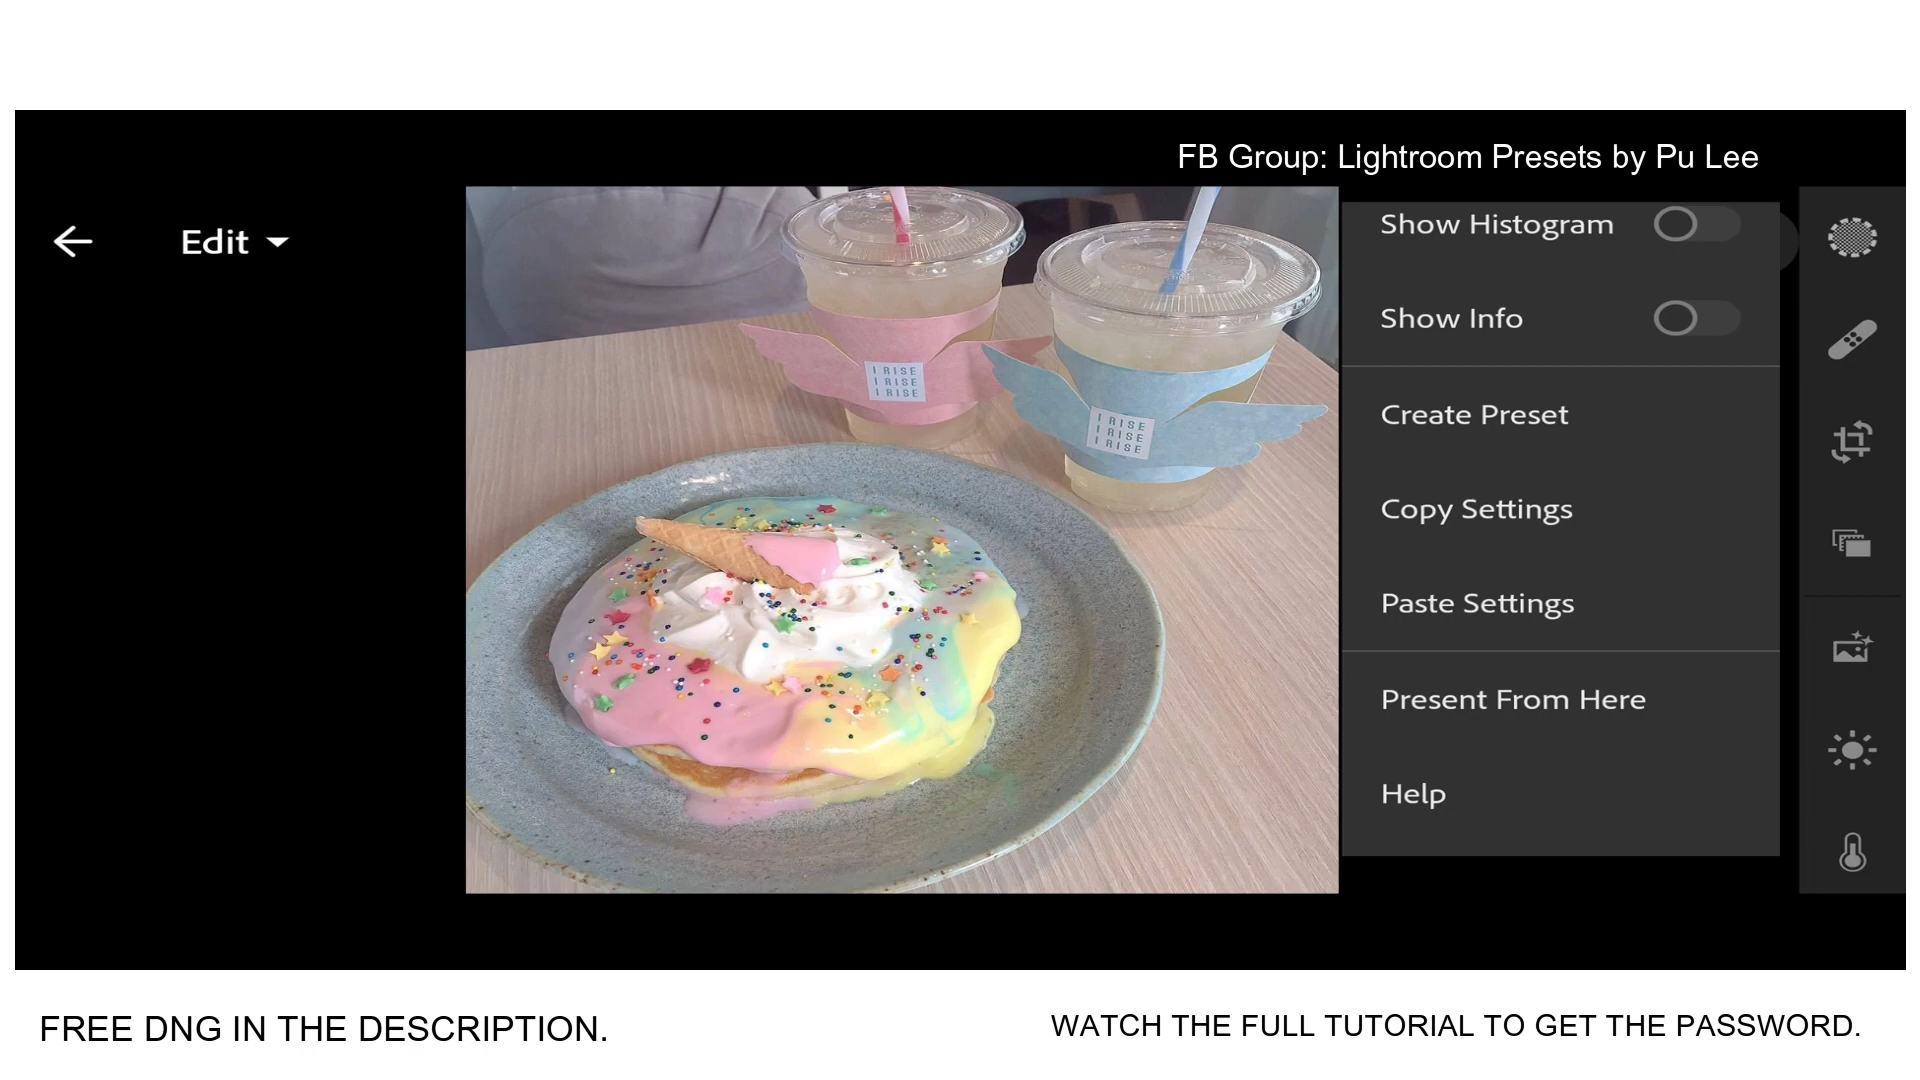 FB Group: Lightroom Presets by Pu Lee
Edit
Show Histogram
Show Info
Create Preset
Copy Settings
Paste Settings
Present From Here
Help
I RISE
I RISE
I RISE
I RISE
I RISE
I RISE
FREE DNG IN THE DESCRIPTION.
WATCH THE FULL TUTORIAL TO GET THE PASSWORD.